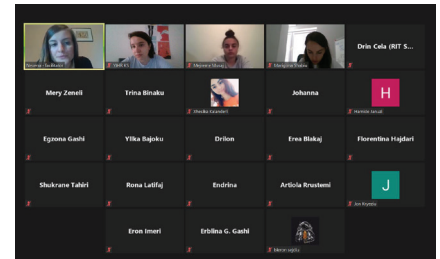 Drin Cela (RIT S...
Mery Zeneli
Trina Binaku
Johanna
H
Egzona Gashi
Yllka Bajoku
Drilon
Erea Blakaj
Florentina Hajdari
Shukrane Tahiri
Rona Latifaj
Endrina
Artiola Rrustemi
J
Eron Imeri
Erblina G. Gashi